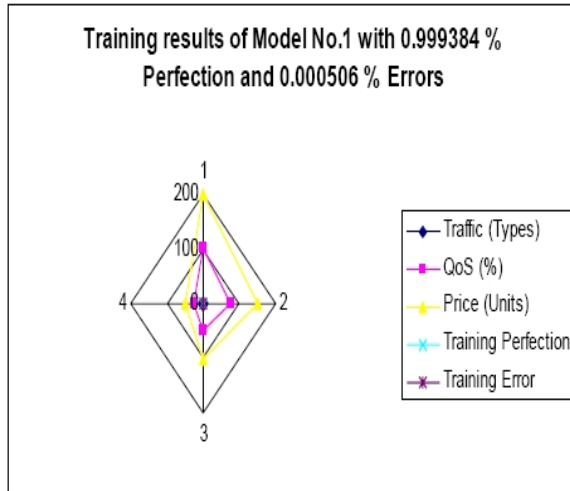 Training results of Model No.1 with 0.999384 %
Perfection and 0.000506 % Errors
1
200
100
0
4
2
3
Traffic (Types)
QoS (%)
Price (Units)
Training Perfection
Training Error